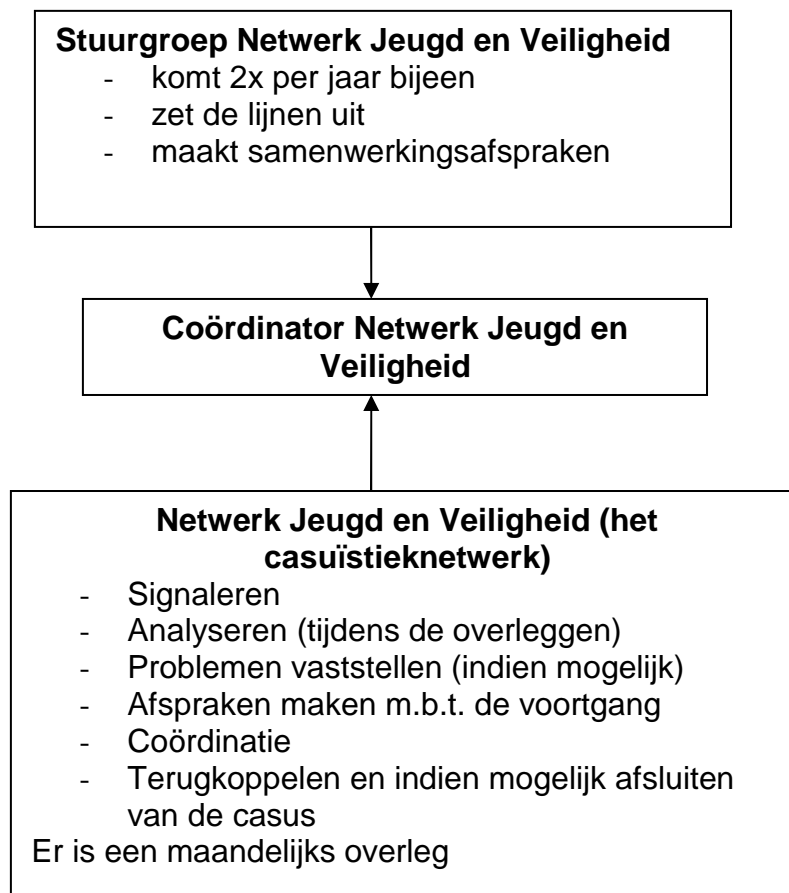 Stuurgroep Netwerk Jeugd en Veiligheid
- komt 2x per jaar bijeen
- zet de lijnen uit
- maakt samenwerkingsafspraken
Coördinator Netwerk Jeugd en
Veiligheid
Netwerk Jeugd en Veiligheid (het
casuïstieknetwerk)
- Signaleren
- Analyseren (tijdens de overleggen)
- Problemen vaststellen (indien mogelijk)
- Afspraken maken m.b.t. de voortgang
- Coördinatie
- Terugkoppelen en indien mogelijk afsluiten
van de casus
Er is een maandelijks overleg